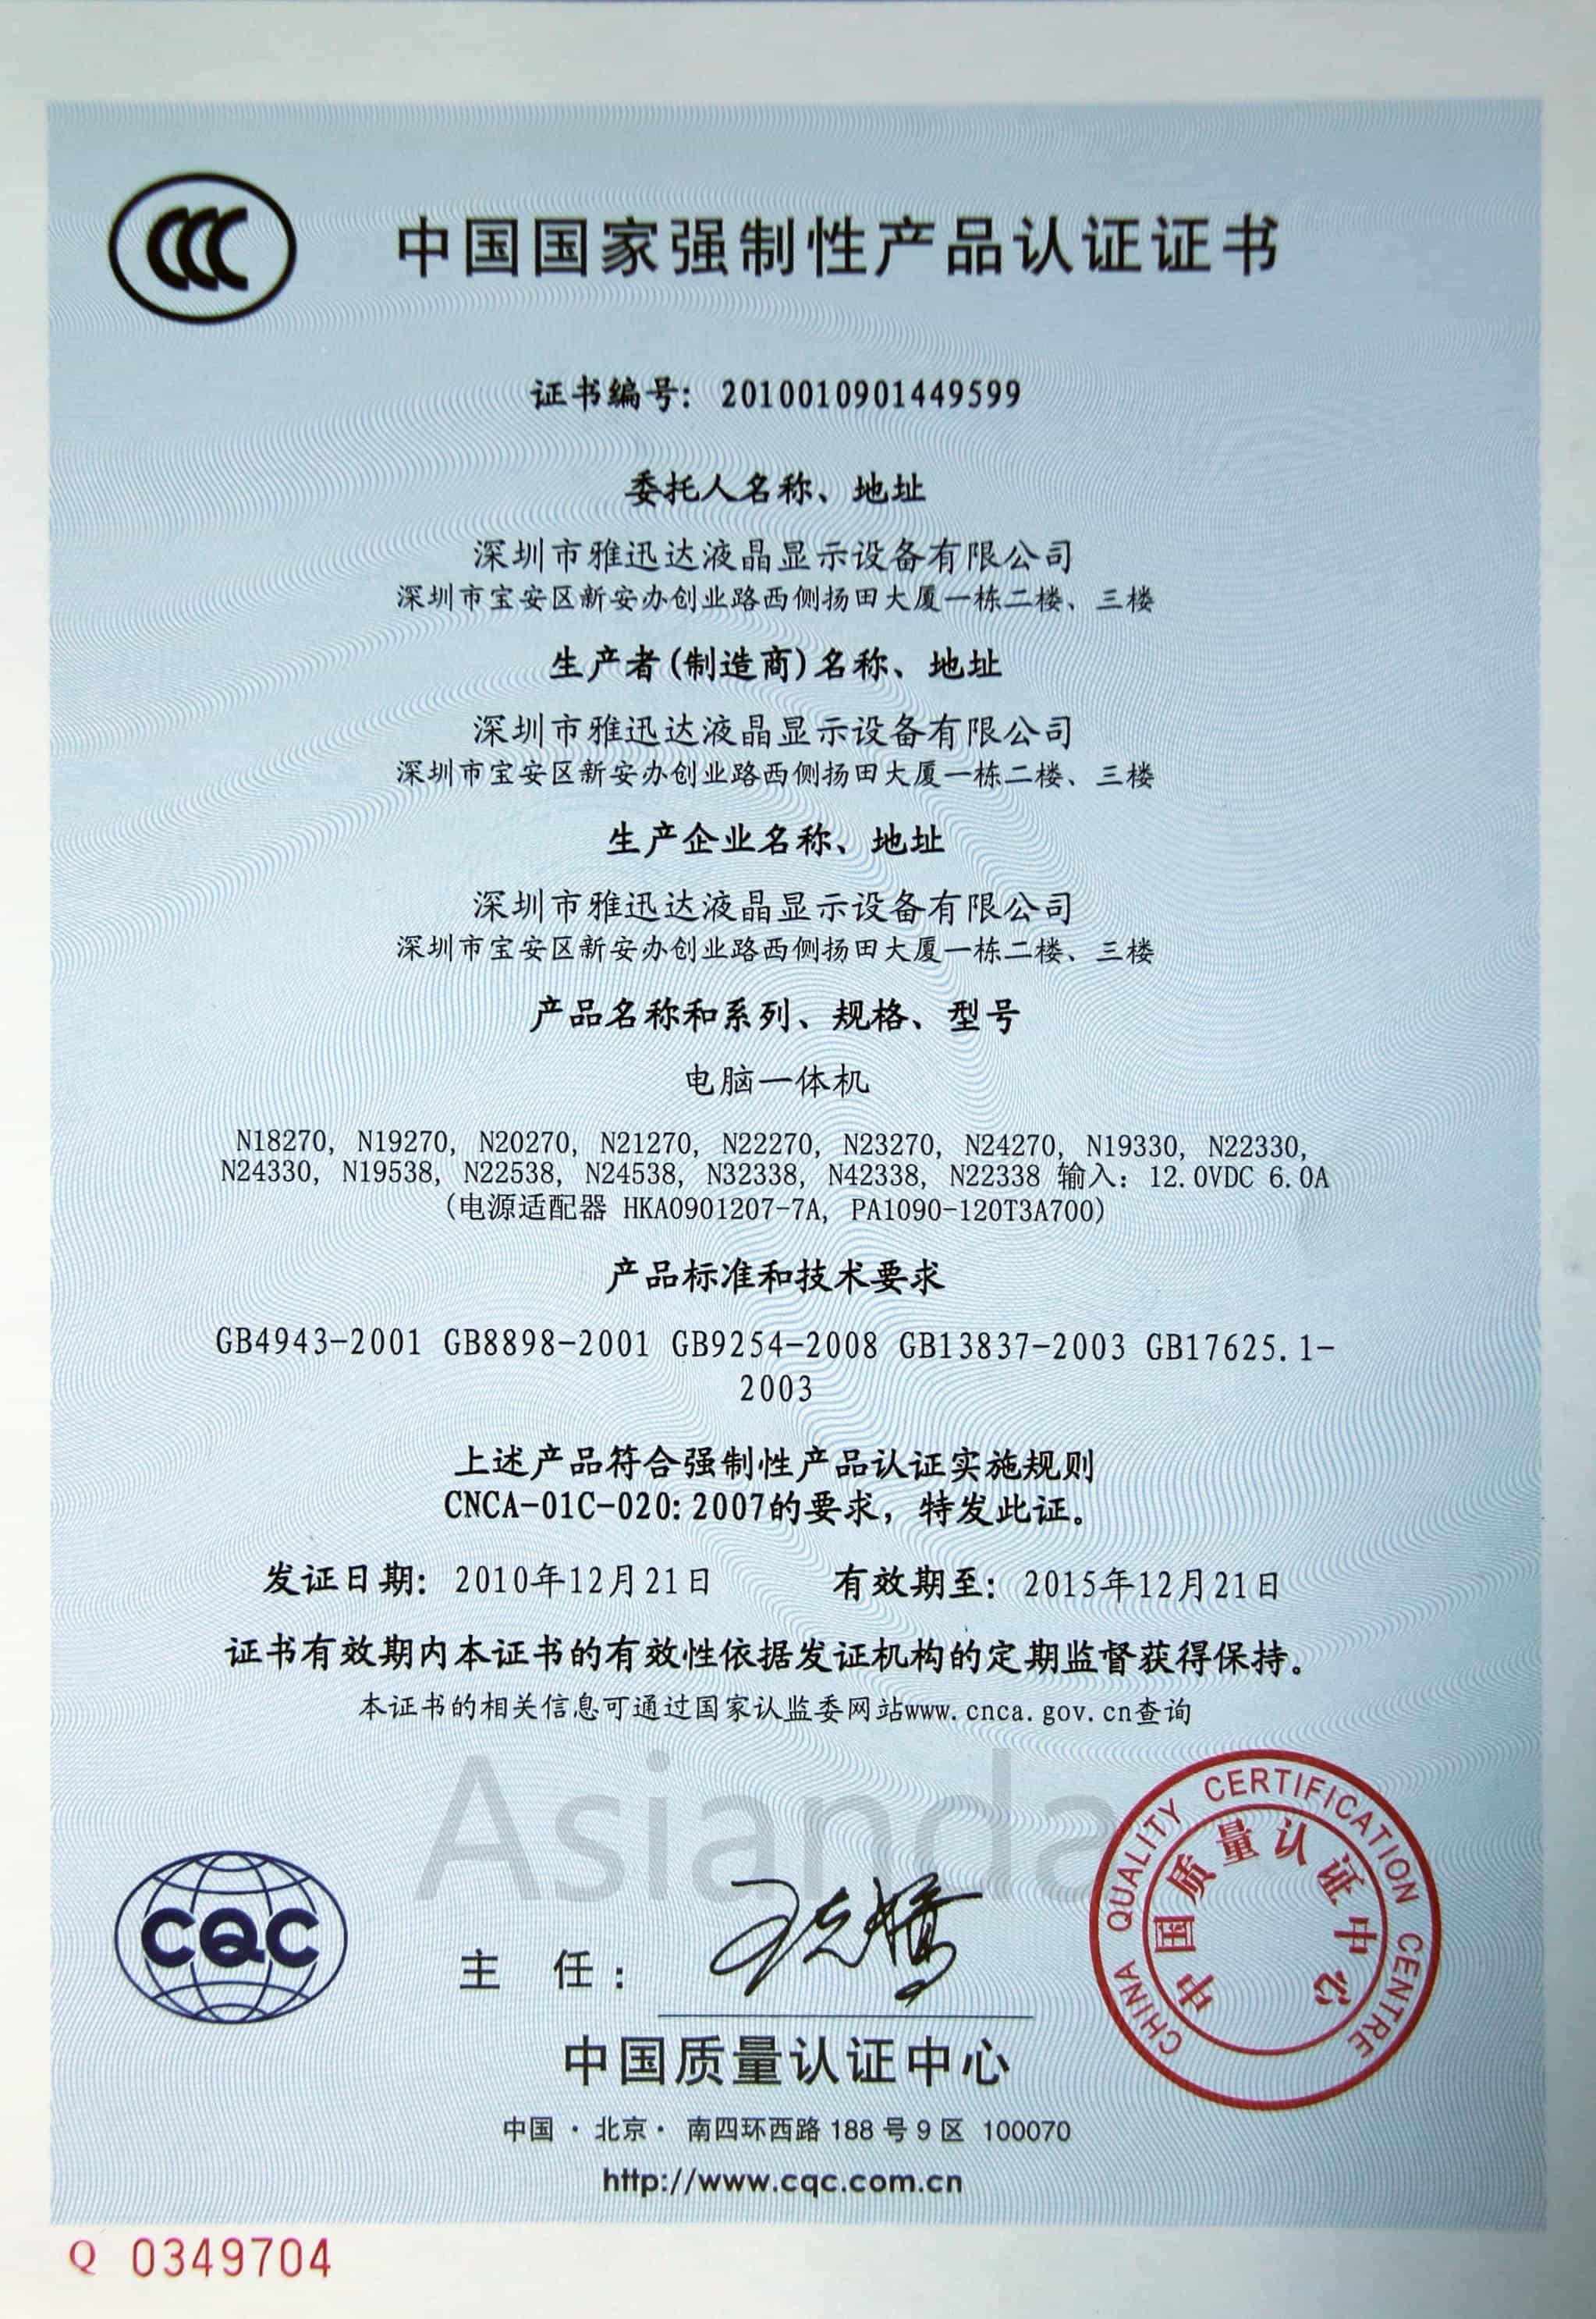 CCC
中国国家强制性产品认证证书
证书编号: 2010010901449599
委托人名称、地址
深圳市雅迅达液晶显示设备有限公司
深圳市宝安区新安办创业路西侧扬田大厦一栋二楼、三楼
生产者(制造商)名称、地址
深圳市雅迅达液晶显示设备有限公司
深圳市宝安区新安办创业路西侧扬田大厦一栋二楼、三楼
生产企业名称、地址
深圳市雅迅达液晶显示设备有限公司
深圳市宝安区新安办创业路西侧扬田大厦一栋二楼、三楼
产品名称和系列、规格、型号
电脑一体机
N18270, N19270, N20270, N21270, N22270, N23270, N24270, N19330, N22330,
N24330, N19538, N22538, N24538, N32338, N42338, N22338 输入: 12.0VDC 6.0A
(电源适配器 HKA0901207-7A, PA1090-120T3A700)
产品标准和技术要求
GB4943-2001 GB8898-2001 GB9254-2008 GB13837-2003 GB17625.1-
2003
上述产品符合强制性产品认证实施规则
CNCA-01C-020:2007的要求，特发此证。
发证日期: 2010年12月21日 有效期至: 2015年12月21日
证书有效期内本证书的有效性依据发证机构的定期监督获得保持。
本证书的相关信息可通过国家认监委网站www.cnca.gov.cn查询
Asianda
CHINA QUALITY CERTIFICATION CENTRE
中国质量认证中心
CQC
主 任:
中国质量认证中心
中国·北京· 南四环西路 188 号 9 区 100070
http://www.cqc.com.cn
Q 0349704